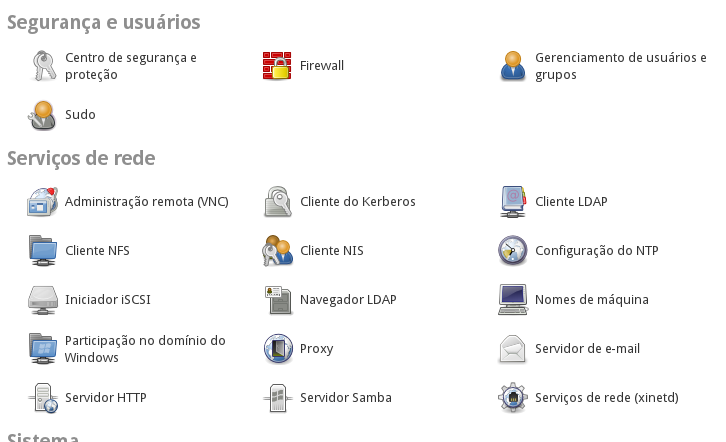 Segurança e usuários
Centro de segurança e
proteção
Firewall
Gerenciamento de usuários e
grupos
Sudo
Serviços de rede
Administração remota (VNC)
Cliente do Kerberos
Cliente LDAP
Cliente NFS
Cliente NIS
Configuração do NTP
Iniciador iSCSI
Navegador LDAP
Nomes de máquina
Participação no domínio do
Windows
Proxy
Servidor de e-mail
Servidor HTTP
Servidor Samba
Serviços de rede (xinetd)
Sistema